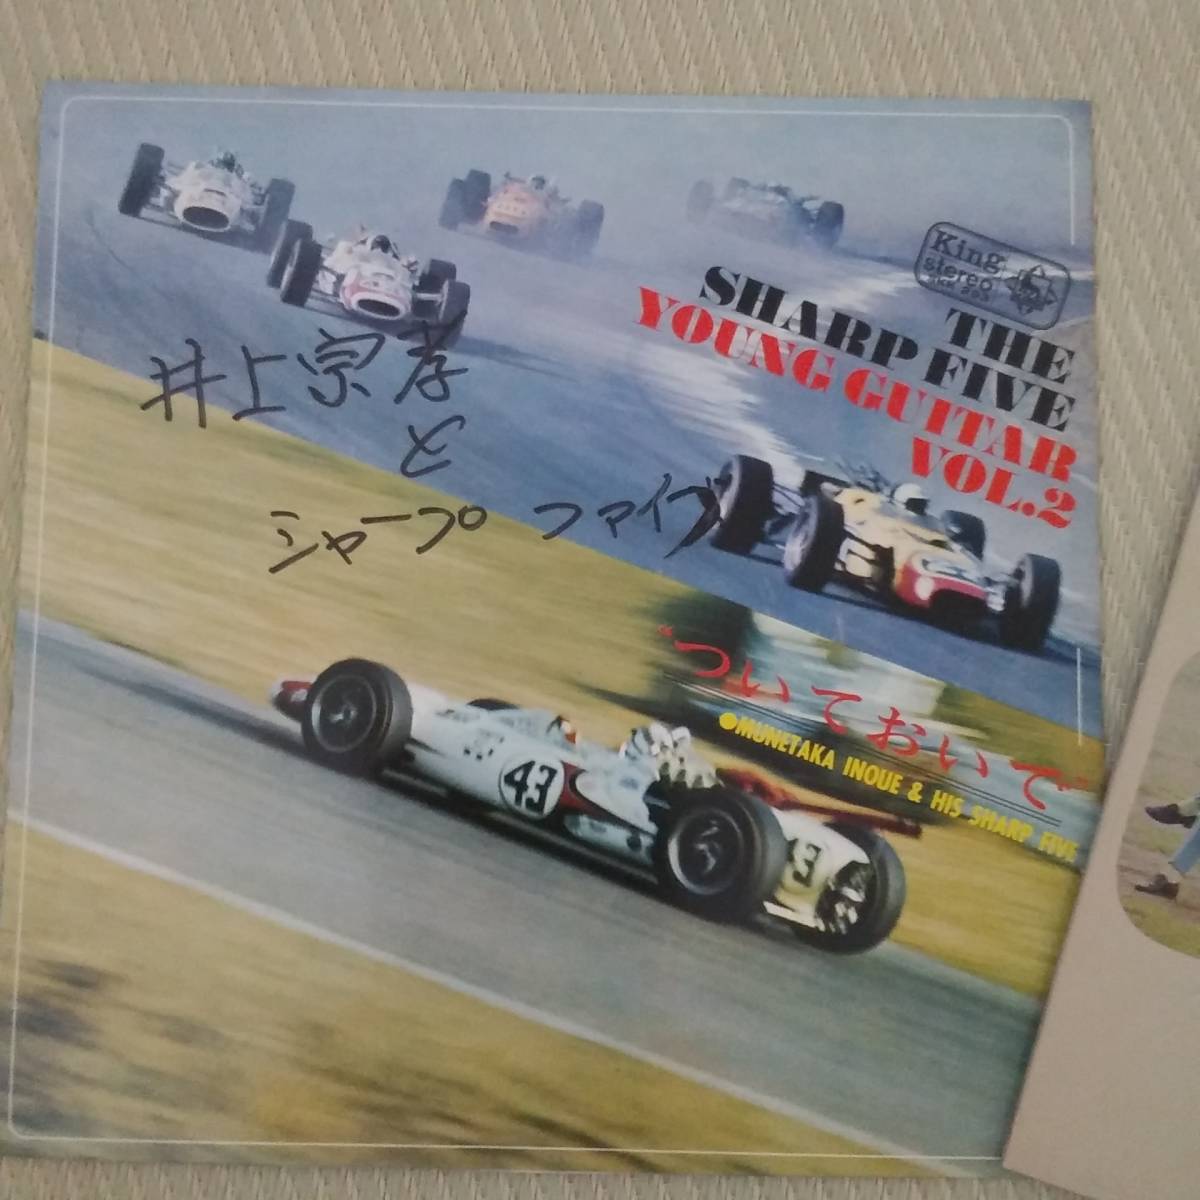 King
stereo
THE
SHARP FIVE
YOUNG GUITAR
VOL.2
井上宗孝
と
シャープ ファイブ
"ついておいで"
●MUNETAKA INOUE & HIS SHARP FIVE
43